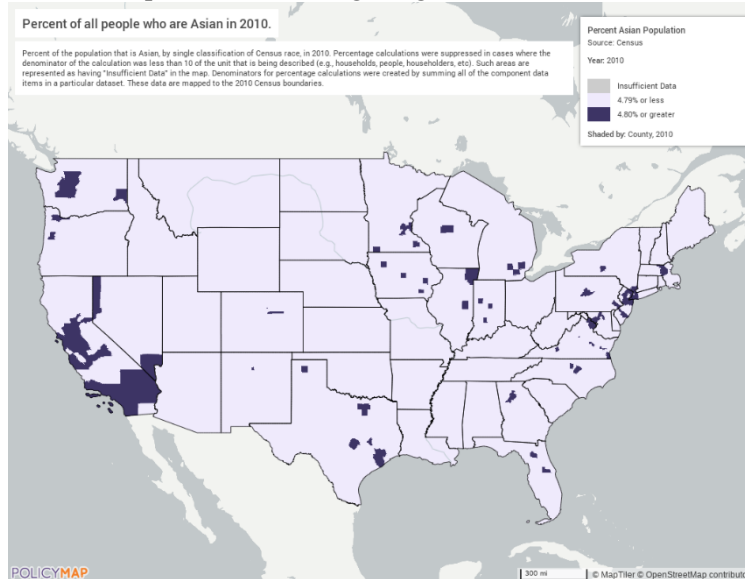 Percent of all people who are Asian in 2010.
Percent of the population that is Asian, by single classification of Census race, in 2010. Percentage calculations were suppressed in cases where the
denominator of the calculation was less than 10 of the unit that is being described (e.g., households, people, householders, etc). Such areas are
represented as having "Insufficient Data" in the map. Denominators for percentage calculations were created by summing all of the component data
items in a particular dataset. These data are mapped to the 2010 Census boundaries.
Percent Asian Population
Source: Census
Year: 2010
Insufficient Data
4.79% or less
4.80% or greater
Shaded by: County, 2010
POLICYMAP
300 mi
© MapTiler © OpenStreetMap contributo